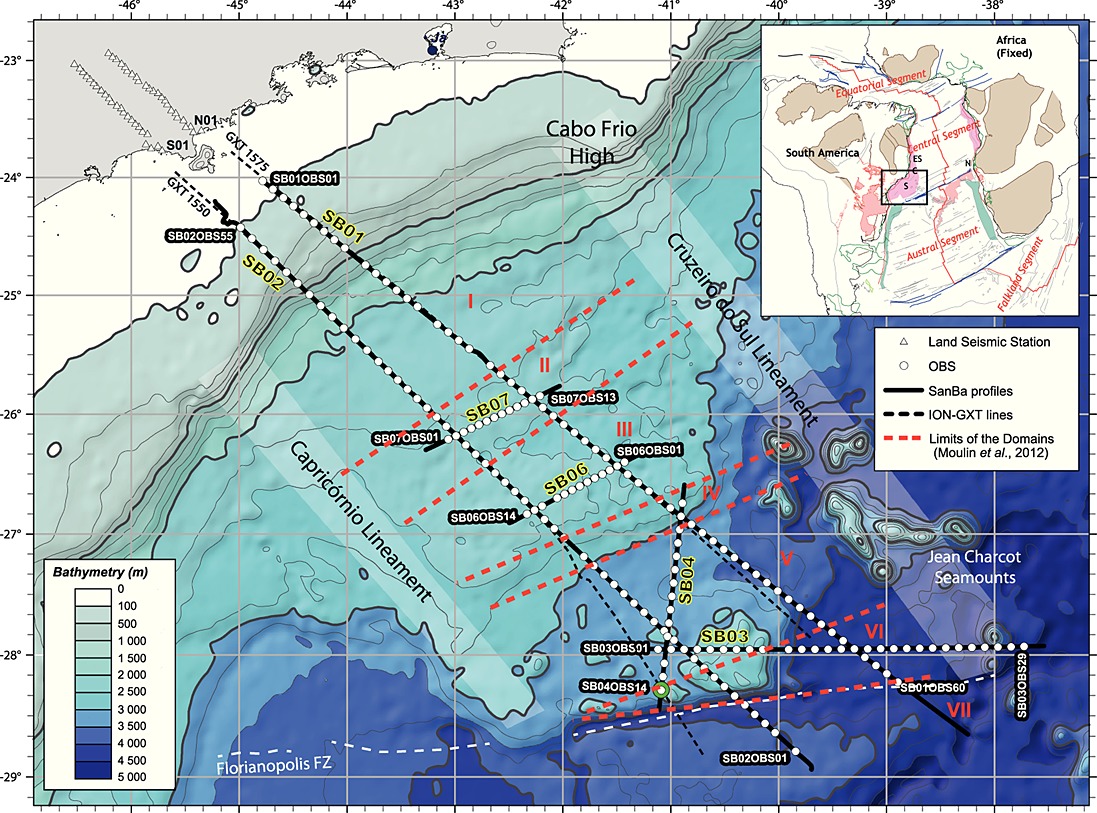 -45
-44
-43
-42
-41
-40
-39
-38
-23°
-24°
-25°
-26°
-27°
-28°
-29°
N01
S01
GXT 1575
GXT 1550
SB01OBS01
SB02OBS55
SB01
SB02
Cabo Frio
High
Cruzeiro do Sul Lineament
Capricórnio Lineament
I
II
III
IV
V
VI
VII
SB07
SB07OBS13
SB07OBS01
SB06
SB06OBS01
SB06OBS14
SB04
SB03
SB03OBS01
SB04OBS14
SB02OBS01
SB01OBS60
SB03OBS29
Jean Charcot
Seamounts
Florianopolis FZ
Africa
(Fixed)
South America
Equatorial Segment
Central Segment
Austral Segment
Falkland Segment
ES
C
S
N
Land Seismic Station
OBS
SanBa profiles
ION-GXT lines
Limits of the Domains
(Moulin et al., 2012)
Bathymetry (m)
0
100
500
1 000
1 500
2 000
2 500
3 000
3 500
4 000
4 500
5 000